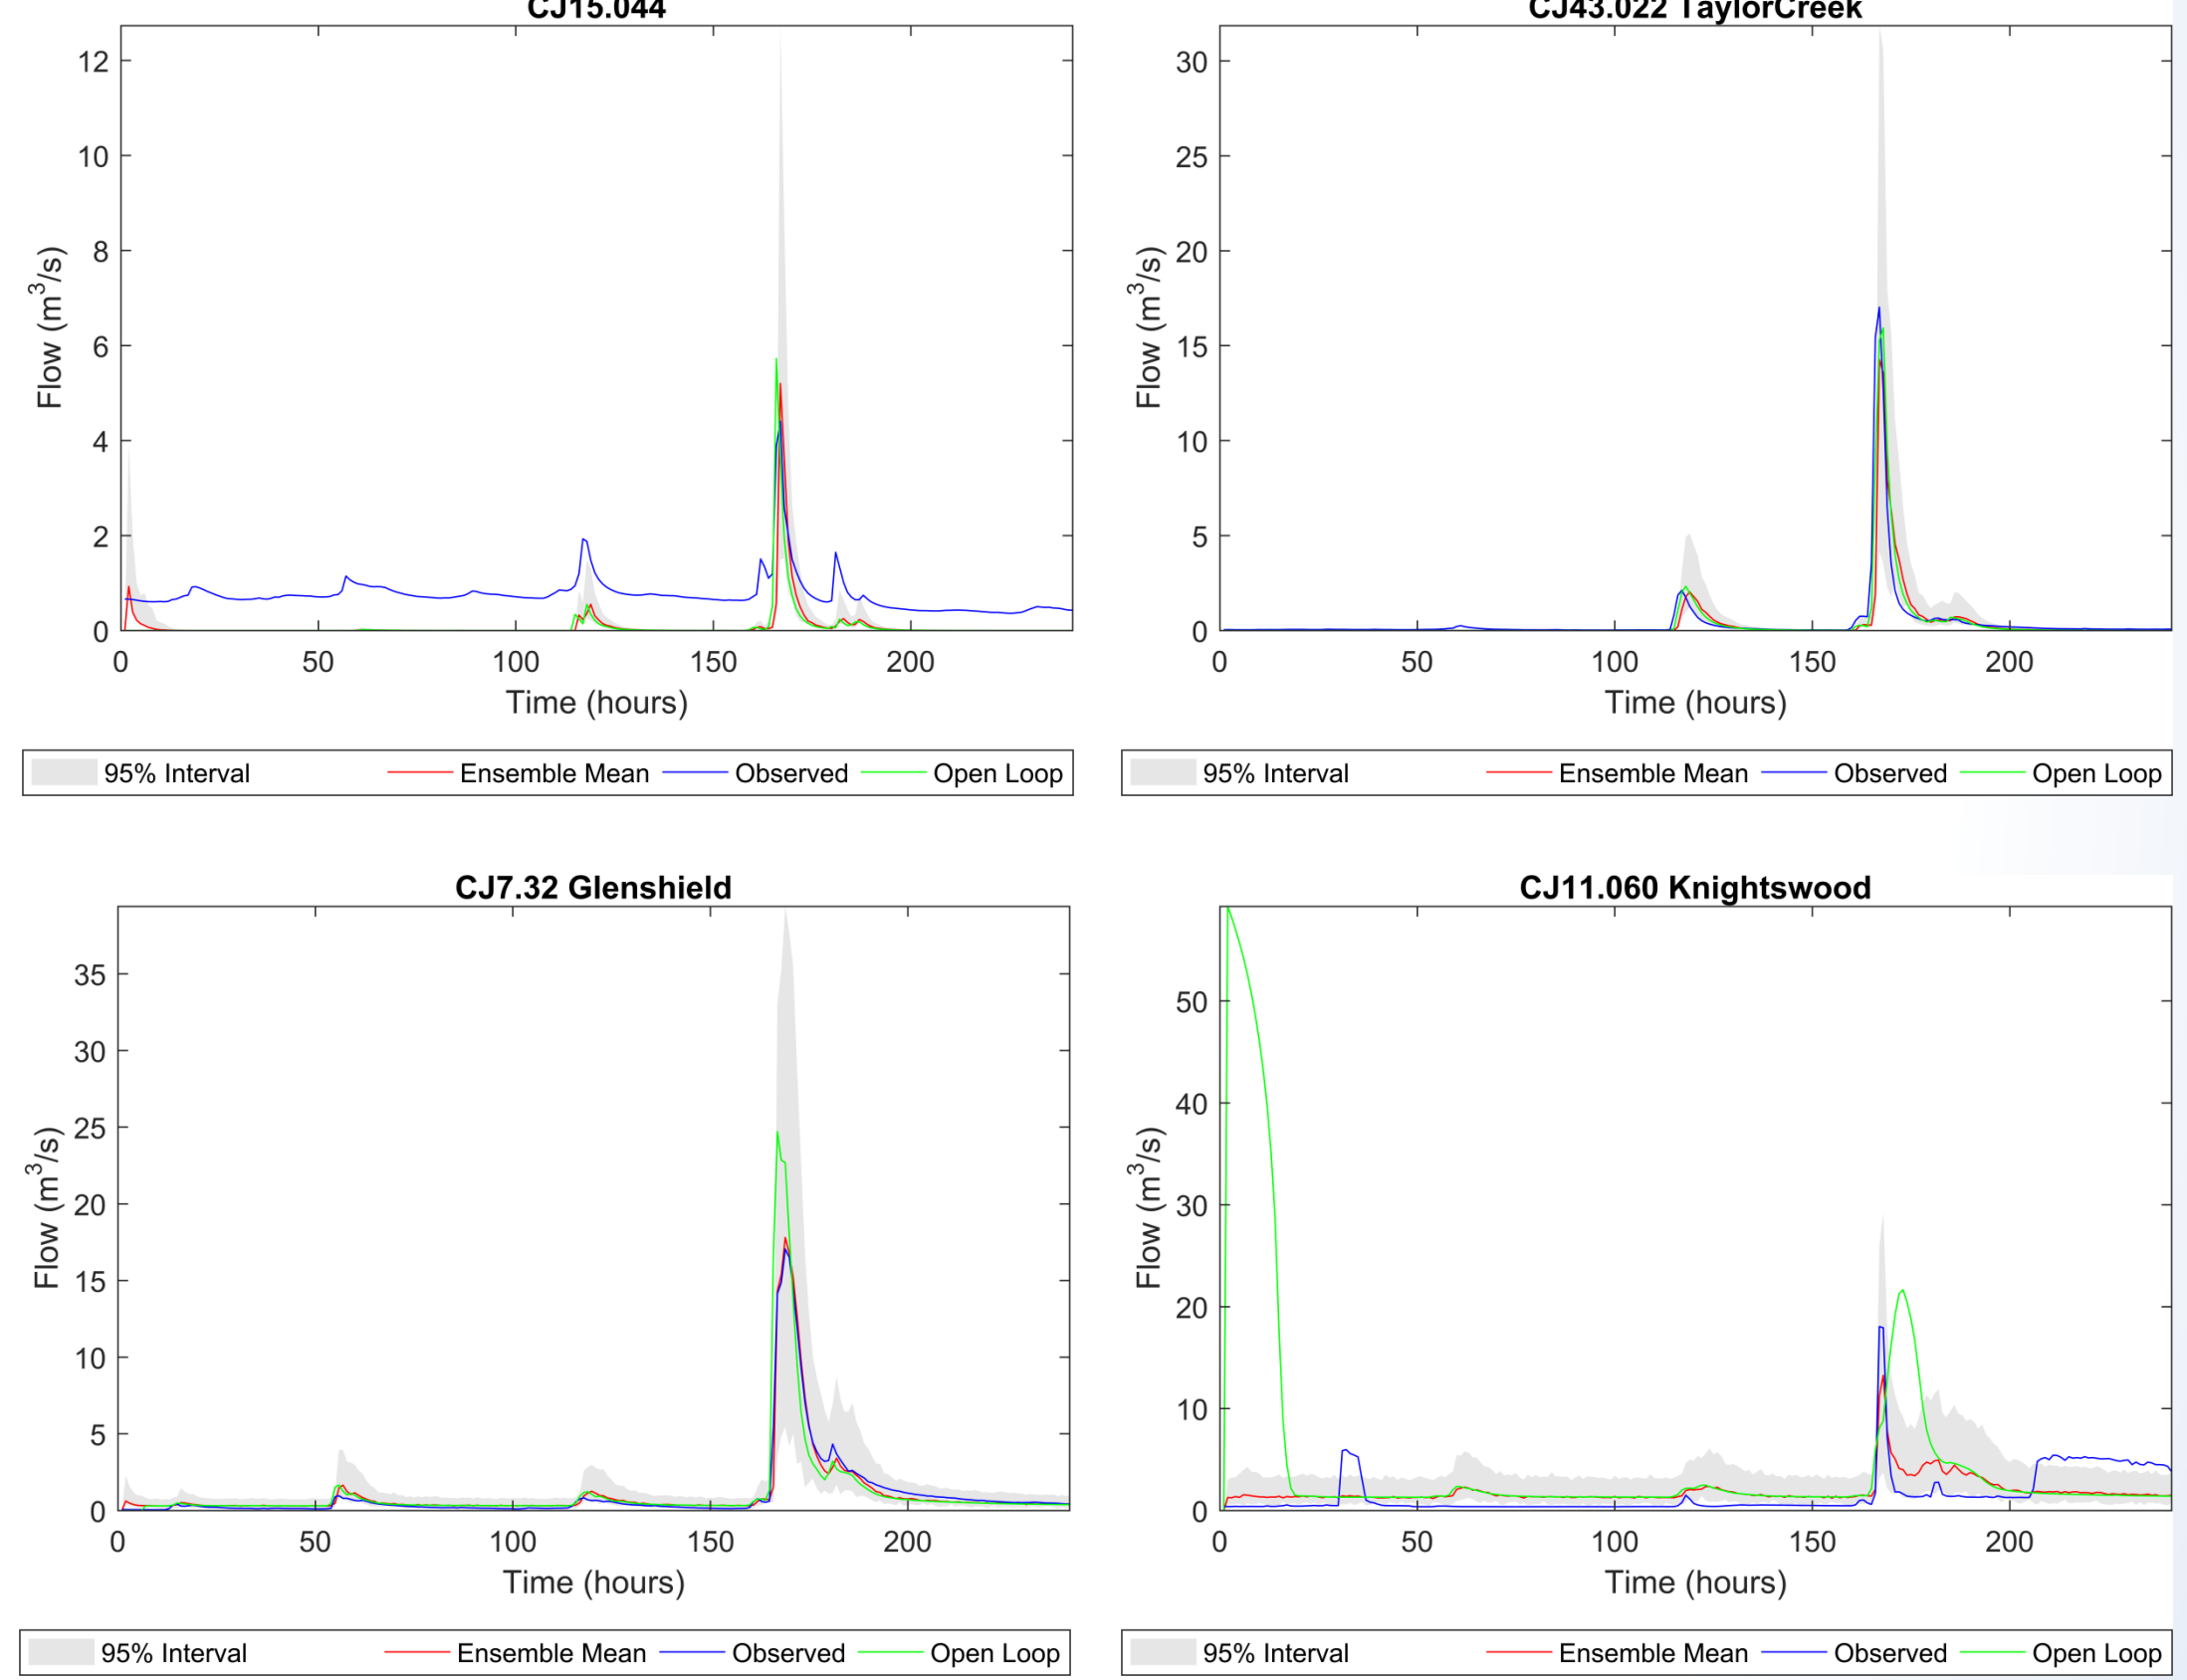 CJ15.044
12
10
8
6
4
2
0
Flow (m³/s)
0 50 100 150 200
Time (hours)
95% Interval Ensemble Mean Observed Open Loop
CJ43.022 TaylorCreek
30
25
20
15
10
5
0
Flow (m³/s)
0 50 100 150 200
Time (hours)
95% Interval Ensemble Mean Observed Open Loop
CJ7.32 Glenshield
35
30
25
20
15
10
5
0
Flow (m³/s)
0 50 100 150 200
Time (hours)
95% Interval Ensemble Mean Observed Open Loop
CJ11.060 Knightswood
50
40
30
20
10
0
Flow (m³/s)
0 50 100 150 200
Time (hours)
95% Interval Ensemble Mean Observed Open Loop